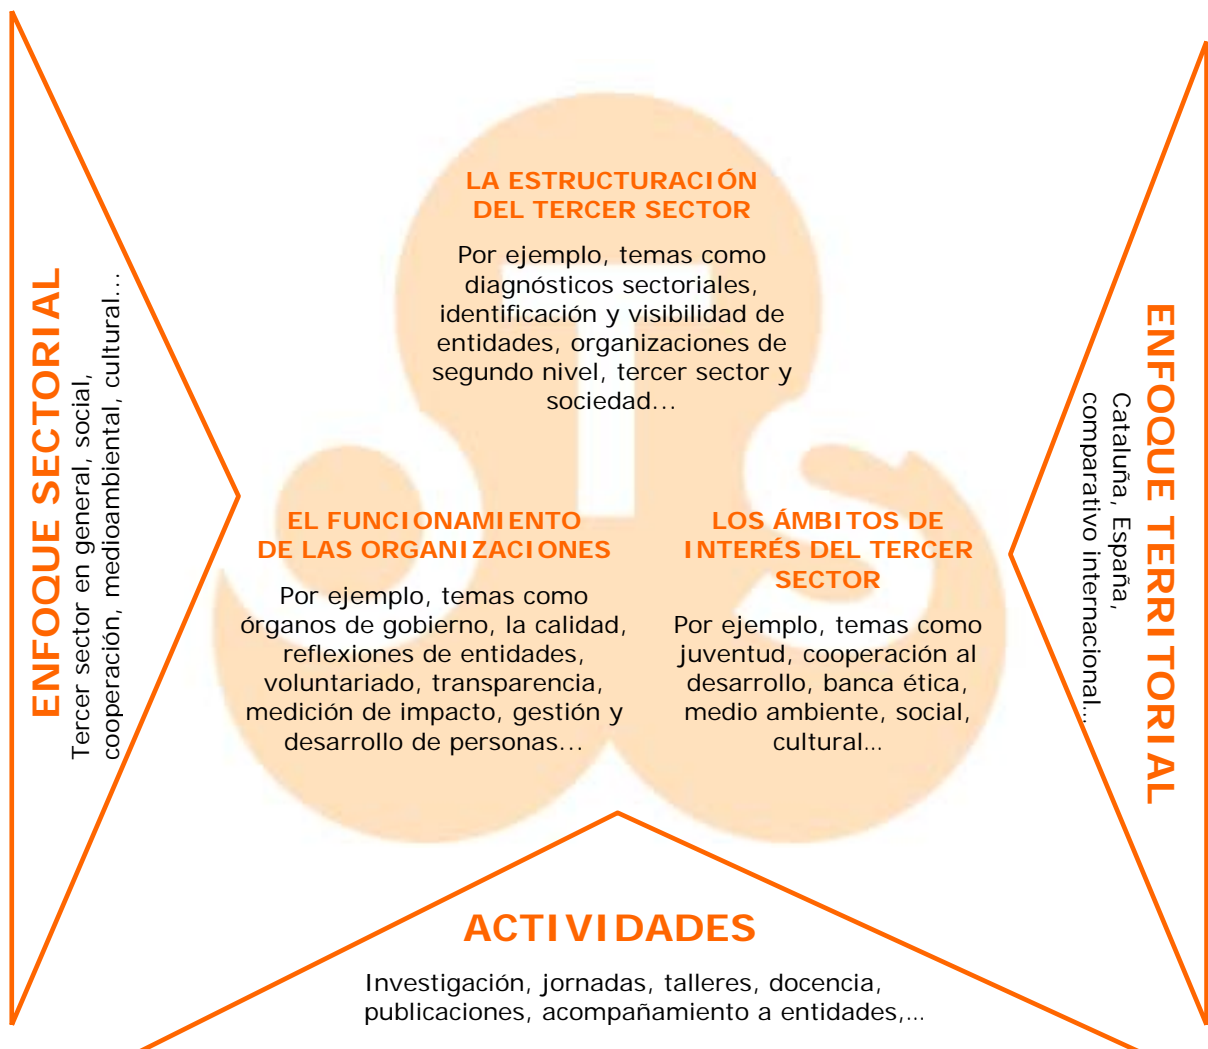 LA ESTRUCTURACIÓN
DEL TERCER SECTOR
Por ejemplo, temas como
diagnósticos sectoriales,
identificación y visibilidad de
entidades, organizaciones de
segundo nivel, tercer sector y
sociedad...
ENFOQUE SECTORIAL
Tercer sector en general, social,
cooperación, medioambiental, cultural...
EL FUNCIONAMIENTO
DE LAS ORGANIZACIONES
Por ejemplo, temas como
órganos de gobierno, la calidad,
reflexiones de entidades,
voluntariado, transparencia,
medición de impacto, gestión y
desarrollo de personas...
LOS ÁMBITOS DE
INTERÉS DEL TERCER
SECTOR
Por ejemplo, temas como
juventud, cooperación al
desarrollo, banca ética,
medio ambiente, social,
cultural...
ENFOQUE TERRITORIAL
Cataluña, España,
comparativo internacional...
ACTIVIDADES
Investigación, jornadas, talleres, docencia,
publicaciones, acompañamiento a entidades,...
OTS